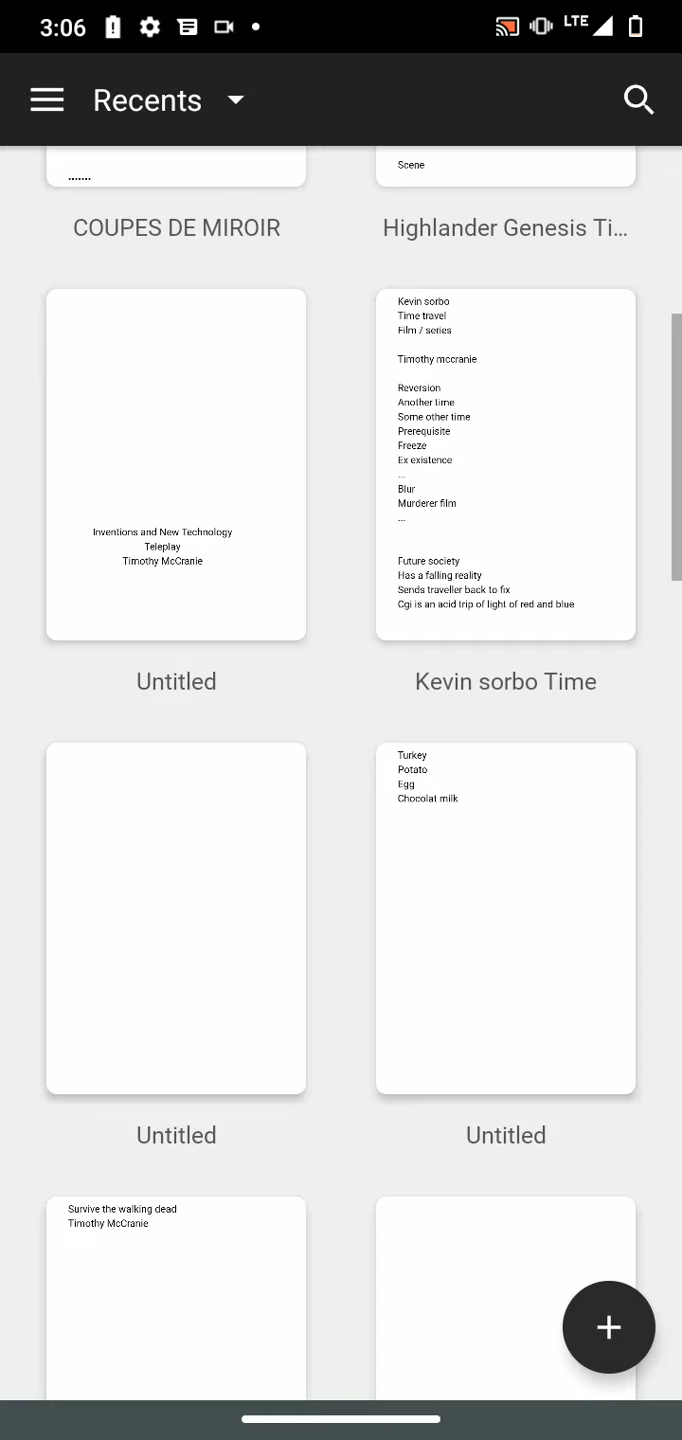 3:06
LTE
Recents
.......
Scene
COUPES DE MIROIR
Highlander Genesis Ti...
Inventions and New Technology
Teleplay
Timothy McCranie
Kevin sorbo
Time travel
Film / series
Timothy mccranie
Reversion
Another time
Some other time
Prerequisite
Freeze
Ex existence
...
Blur
Murderer film
...
Future society
Has a falling reality
Sends traveller back to fix
Cgi is an acid trip of light of red and blue
Untitled
Kevin sorbo Time
Turkey
Potato
Egg
Chocolat milk
Untitled
Untitled
Survive the walking dead
Timothy McCranie